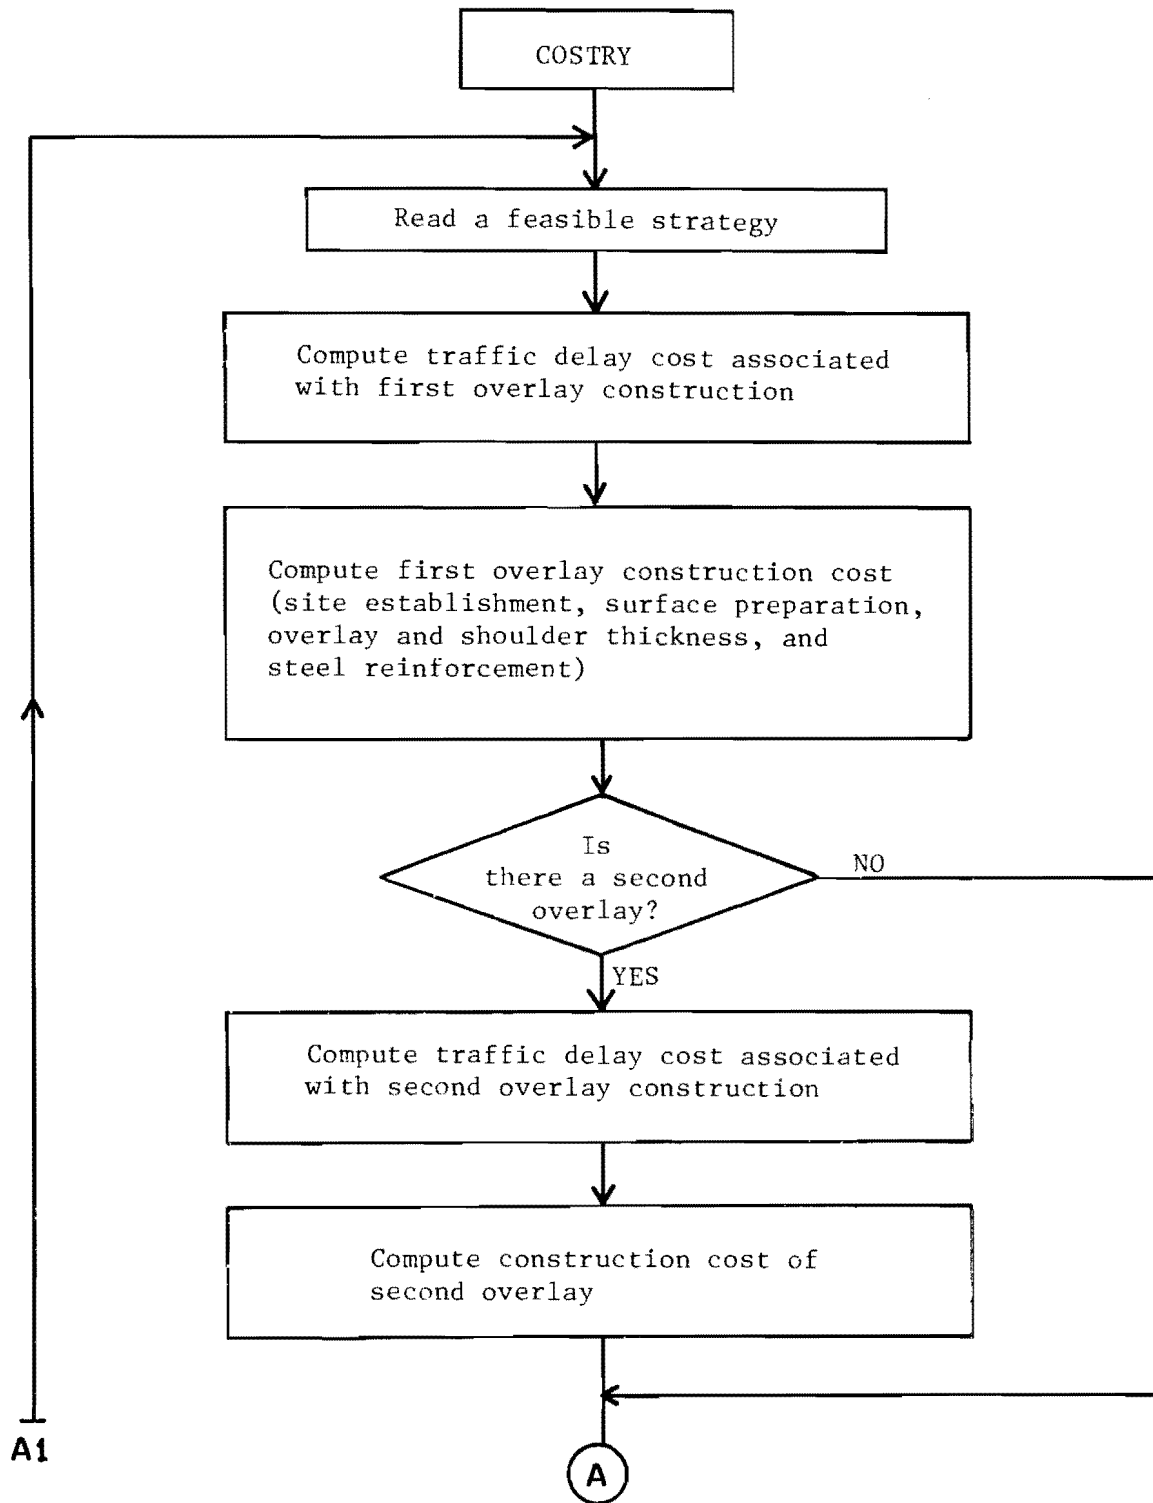 COSTRY
Read a feasible strategy
Compute traffic delay cost associated
with first overlay construction
Compute first overlay construction cost
(site establishment, surface preparation,
overlay and shoulder thickness, and
steel reinforcement)
Is
there a second
overlay?
NO
YES
Compute traffic delay cost associated
with second overlay construction
Compute construction cost of
second overlay
A1
A